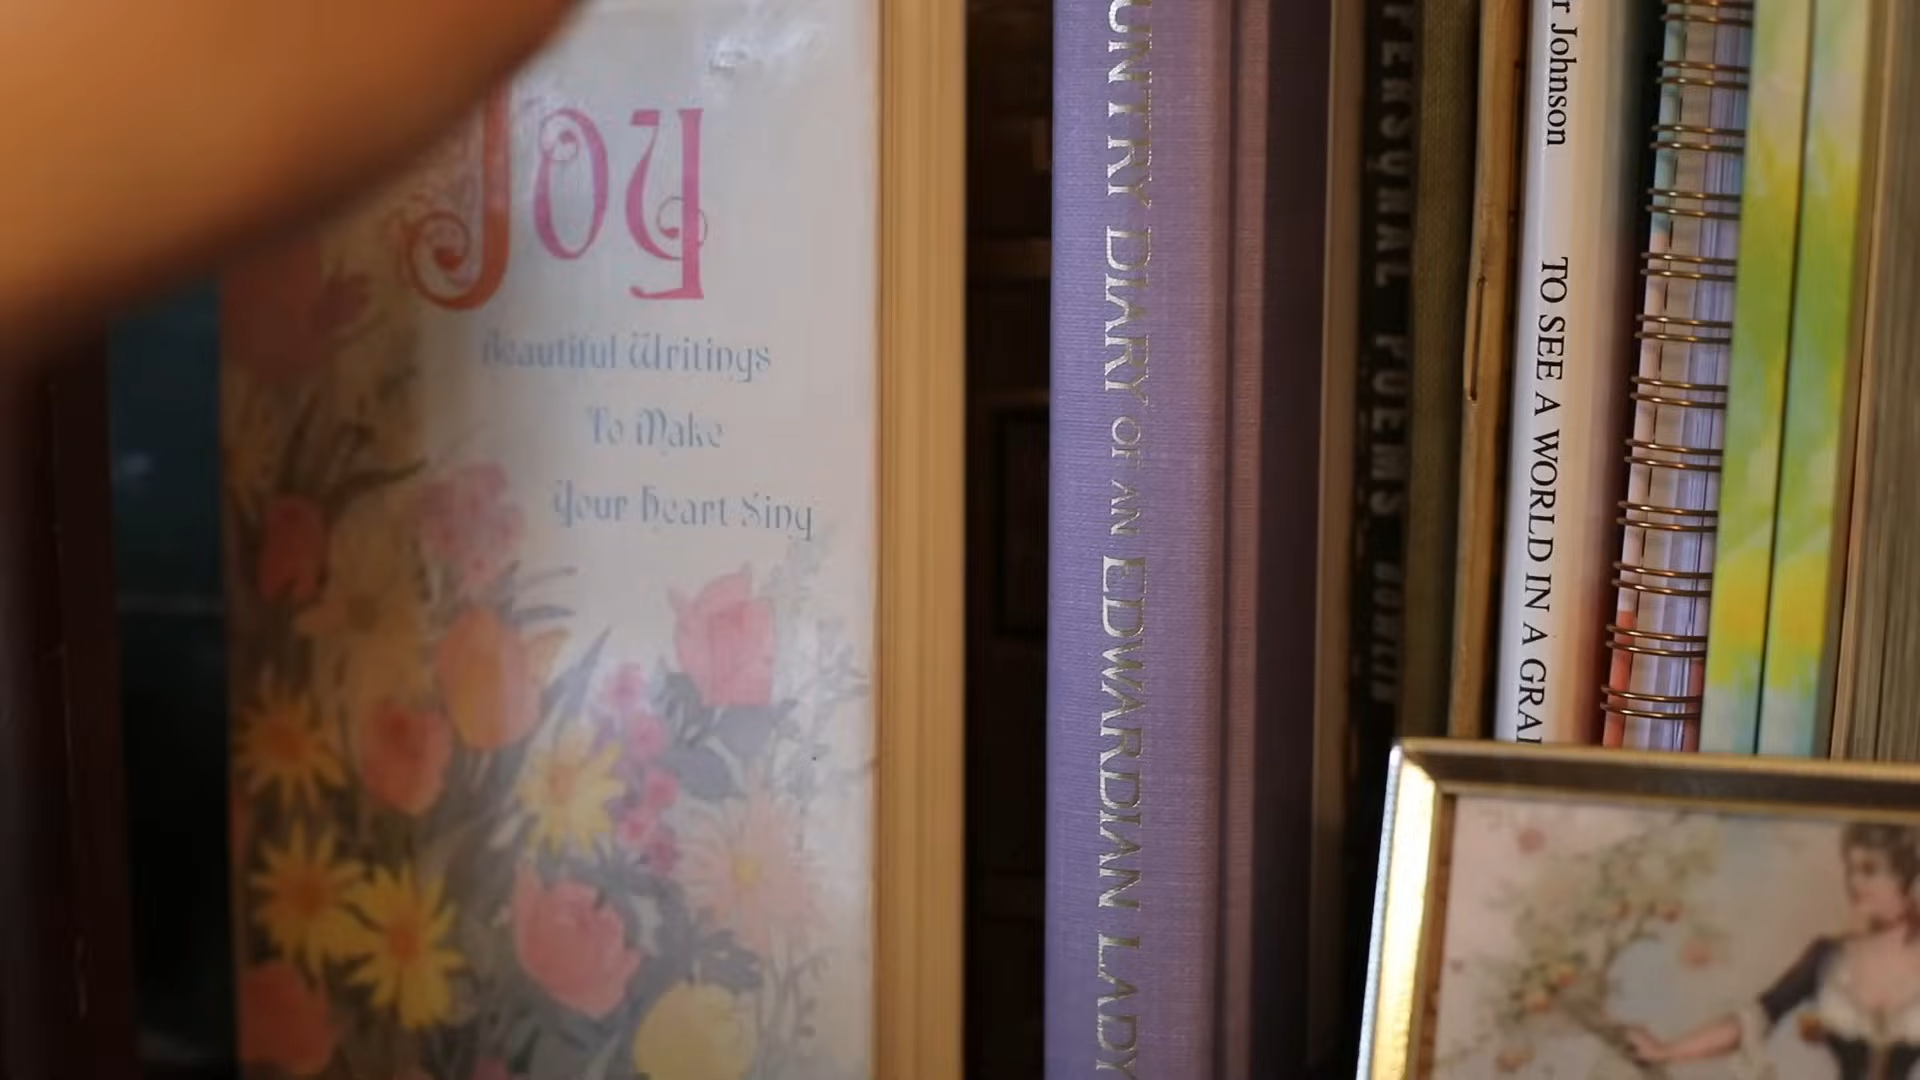 Joy
Beautiful Writings
To Make
Your Heart Sing
UNTRY DIARY OF AN EDWARDIAN LADY
PERSONAL POEMS
r Johnson
TO SEE A WORLD IN A GRAI